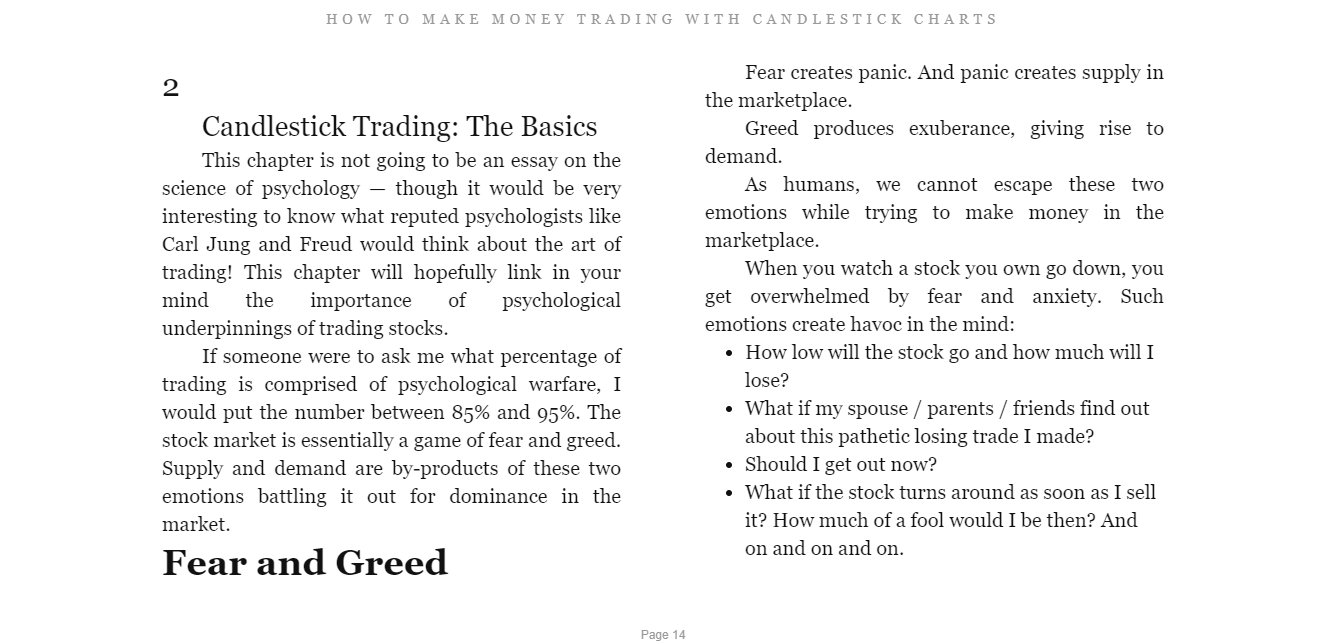 HOW TO MAKE MONEY TRADING WITH CANDLESTICK CHARTS
2
Candlestick Trading: The Basics
This chapter is not going to be an essay on the
science of psychology — though it would be very
interesting to know what reputed psychologists like
Carl Jung and Freud would think about the art of
trading! This chapter will hopefully link in your
mind the importance of psychological
underpinnings of trading stocks.
If someone were to ask me what percentage of
trading is comprised of psychological warfare, I
would put the number between 85% and 95%. The
stock market is essentially a game of fear and greed.
Supply and demand are by-products of these two
emotions battling it out for dominance in the
market.
Fear and Greed
Fear creates panic. And panic creates supply in
the marketplace.
Greed produces exuberance, giving rise to
demand.
As humans, we cannot escape these two
emotions while trying to make money in the
marketplace.
When you watch a stock you own go down, you
get overwhelmed by fear and anxiety. Such
emotions create havoc in the mind:
• How low will the stock go and how much will I
lose?
• What if my spouse / parents / friends find out
about this pathetic losing trade I made?
• Should I get out now?
• What if the stock turns around as soon as I sell
it? How much of a fool would I be then? And
on and on and on.
Page 14